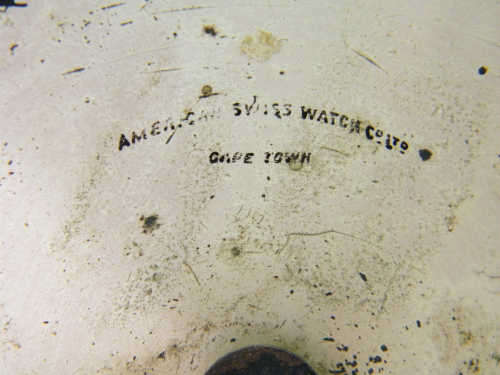 AMERICAN SWISS WATCH CO LTD
CAPE TOWN